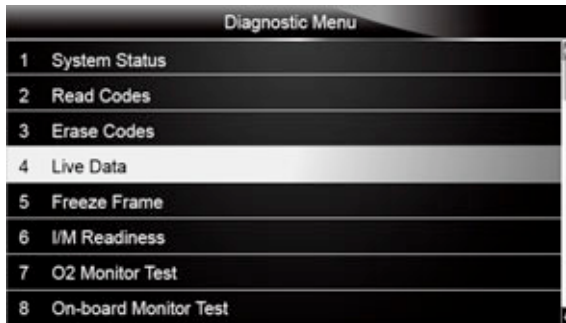 Diagnostic Menu
1 System Status
2 Read Codes
3 Erase Codes
4 Live Data
5 Freeze Frame
6 I/M Readiness
7 O2 Monitor Test
8 On-board Monitor Test